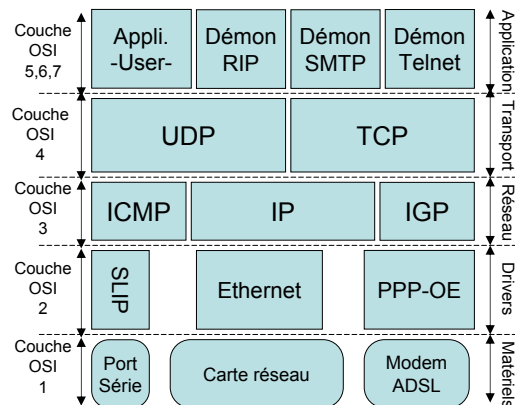 Couche
OSI
5,6,7
Appli.
-User-
Démon
RIP
Démon
SMTP
Démon
Telnet
Application
Couche
OSI
4
UDP
TCP
Transport
Couche
OSI
3
ICMP
IP
IGP
Réseau
Couche
OSI
2
SLIP
Ethernet
PPP-OE
Drivers
Couche
OSI
1
Port
Série
Carte réseau
Modem
ADSL
Matériels